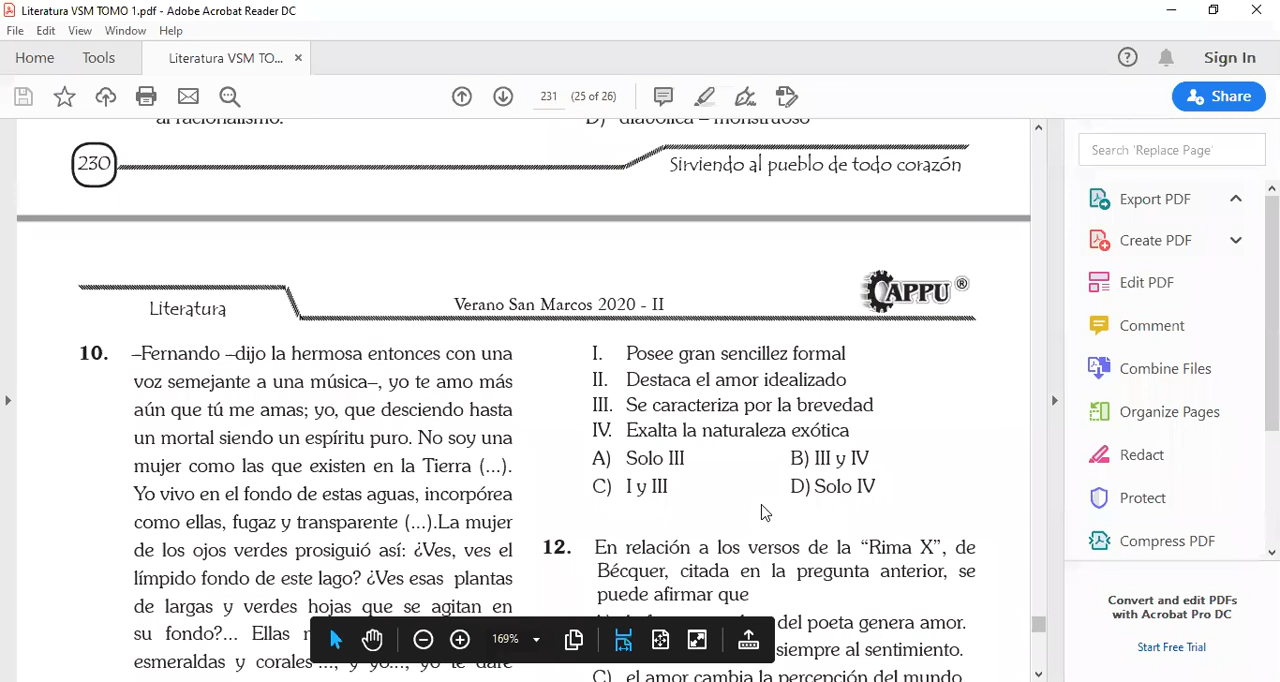 Literatura VSM TOMO 1.pdf - Adobe Acrobat Reader DC
File Edit View Window Help
Home Tools Literatura VSM TO... × Sign In
231 (25 of 26) Share
al racionalismo.
D) diabólica – monstruoso
230 Sirviendo al pueblo de todo corazón
Literatura Verano San Marcos 2020 - II CAPPU ®
10. –Fernando –dijo la hermosa entonces con una
voz semejante a una música–, yo te amo más
aún que tú me amas; yo, que desciendo hasta
un mortal siendo un espíritu puro. No soy una
mujer como las que existen en la Tierra (...).
Yo vivo en el fondo de estas aguas, incorpórea
como ellas, fugaz y transparente (...).La mujer
de los ojos verdes prosiguió así: ¿Ves, ves el
límpido fondo de este lago? ¿Ves esas plantas
de largas y verdes hojas que se agitan en
su fondo?... Ellas
esmeraldas y corales..., y yo..., yo te daré
I. Posee gran sencillez formal
II. Destaca el amor idealizado
III. Se caracteriza por la brevedad
IV. Exalta la naturaleza exótica
A) Solo III B) III y IV
C) I y III D) Solo IV
12. En relación a los versos de la “Rima X”, de
Bécquer, citada en la pregunta anterior, se
puede afirmar que
del poeta genera amor.
siempre al sentimiento.
C) el amor cambia la percepción del mundo
169%
Search 'Replace Page'
Export PDF
Create PDF
Edit PDF
Comment
Combine Files
Organize Pages
Redact
Protect
Compress PDF
Convert and edit PDFs
with Acrobat Pro DC
Start Free Trial